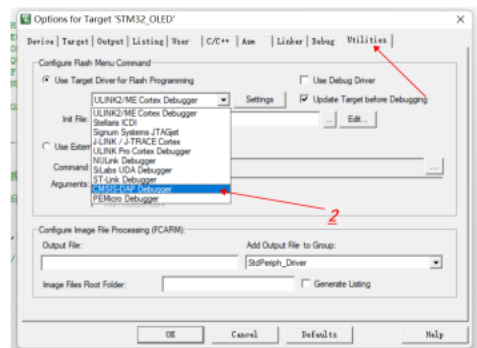 Options for Target 'STM32_OLED'
Device | Target | Output | Listing | User | C/C++ | Asm | Linker | Debug Utilities
Configure Flash Menu Command
Use Target Driver for Flash Programming
Use Debug Driver
ULINK2/ME Cortex Debugger
Settings
Update Target before Debugging
Init File:
...
Edit...
ULINK2/ME Cortex Debugger
Stellaris ICDI
Signum Systems JTAGjet
J-LINK / J-TRACE Cortex
ULINK Pro Cortex Debugger
NULink Debugger
SiLabs UDA Debugger
ST-Link Debugger
CMSIS-DAP Debugger
PEMicro Debugger
Use Extern
Command:
...
Arguments:
2
Configure Image File Processing (FCARM):
Output File:
Add Output File to Group:
StdPeriph_Driver
Image Files Root Folder:
Generate Listing
OK
Cancel
Defaults
Help